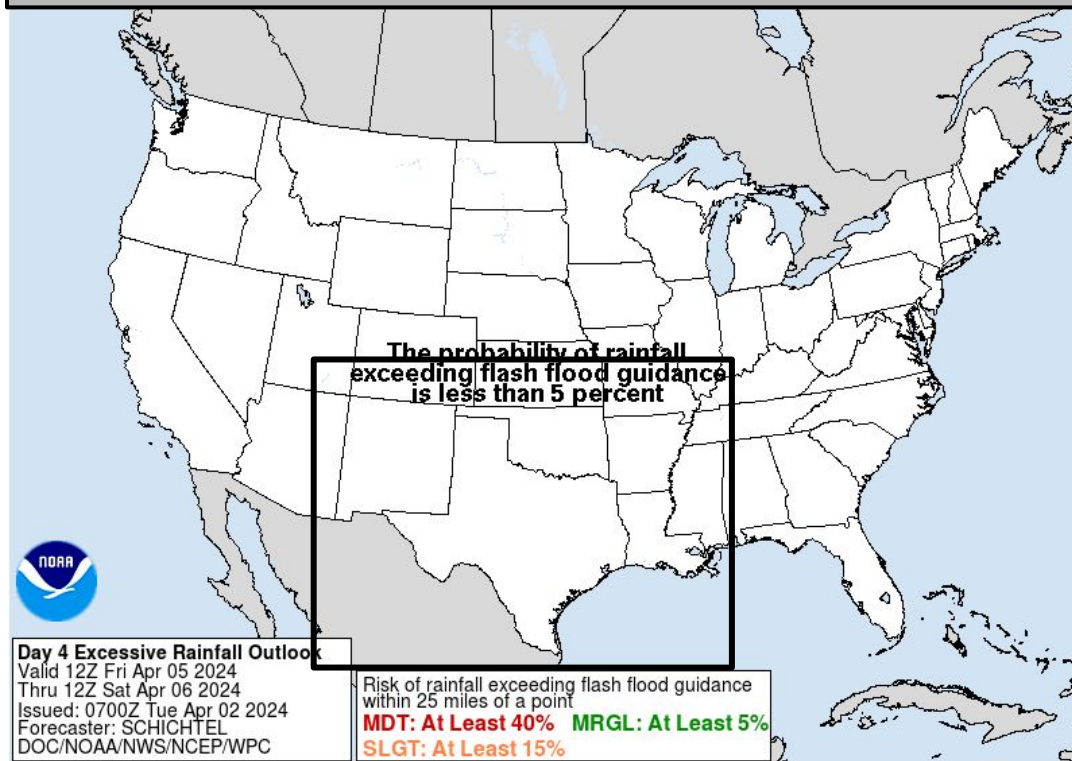 The probability of rainfall
exceeding flash flood guidance
is less than 5 percent
NOAA
Day 4 Excessive Rainfall Outlook
Valid 12Z Fri Apr 05 2024
Thru 12Z Sat Apr 06 2024
Issued: 0700Z Tue Apr 02 2024
Forecaster: SCHICHTEL
DOC/NOAA/NWS/NCEP/WPC
Risk of rainfall exceeding flash flood guidance
within 25 miles of a point
MDT: At Least 40% MRGL: At Least 5%
SLGT: At Least 15%